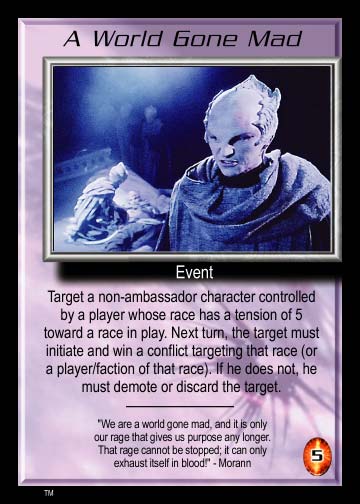 A World Gone Mad
Event
Target a non-ambassador character controlled
by a player whose race has a tension of 5
toward a race in play. Next turn, the target must
initiate and win a conflict targeting that race (or
a player/faction of that race). If he does not, he
must demote or discard the target.
"We are a world gone mad, and it is only
our rage that gives us purpose any longer.
That rage cannot be stopped; it can only
exhaust itself in blood!" - Morann
5
TM